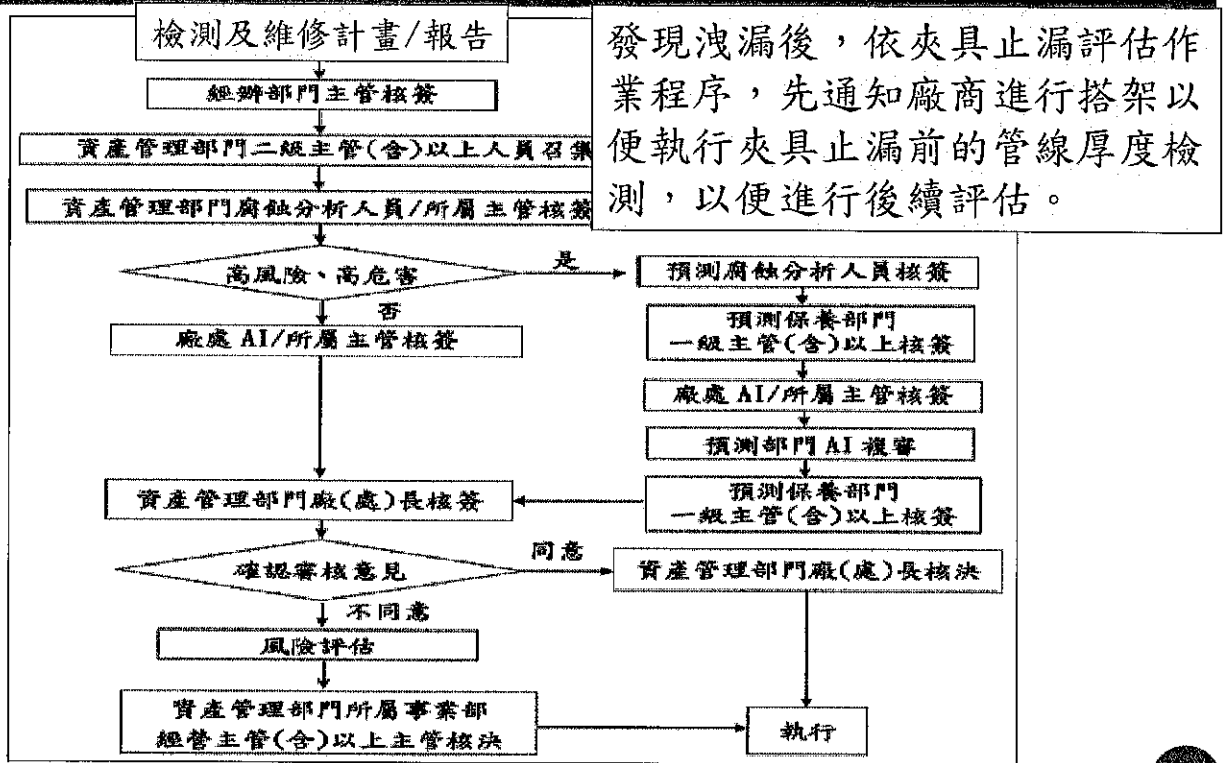 檢測及維修計畫/報告
發現洩漏後，依夾具止漏評估作
業程序，先通知廠商進行搭架以
便執行夾具止漏前的管線厚度檢
測，以便進行後續評估。
經辦部門主管核簽
資產管理部門二級主管(含)以上人員召集
資產管理部門腐蝕分析人員/所屬主管核簽
高風險、高危害
是
否
預測腐蝕分析人員核簽
預測保養部門
一級主管(含)以上核簽
廠處 AI/所屬主管核簽
廠處 AI/所屬主管核簽
預測部門 AI 複審
預測保養部門
一級主管(含)以上核簽
資產管理部門廠(處)長核簽
確認審核意見
同意
資產管理部門廠(處)長核決
不同意
風險評估
資產管理部門所屬事業部
經營主管(含)以上主管核決
執行